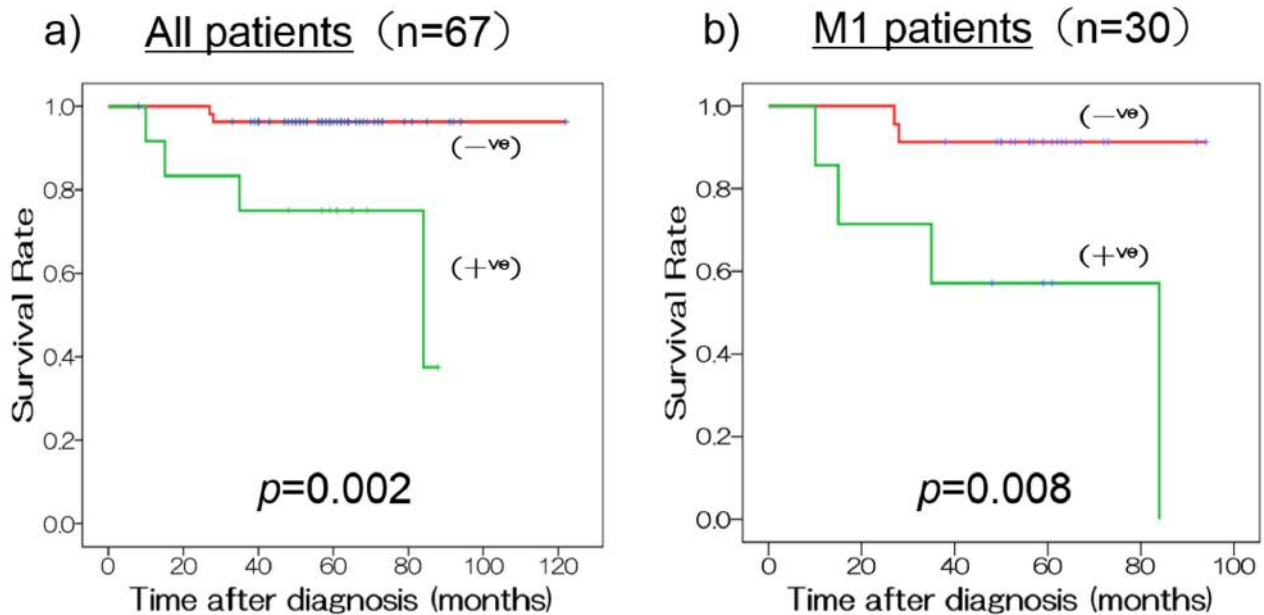 a) All patients（n=67）
Survival Rate
1.0
0.8
0.6
0.4
0.2
0.0
(−ve)
(+ve)
p=0.002
0 20 40 60 80 100 120
Time after diagnosis (months)
b) M1 patients（n=30）
Survival Rate
1.0
0.8
0.6
0.4
0.2
0.0
(−ve)
(+ve)
p=0.008
0 20 40 60 80 100
Time after diagnosis (months)